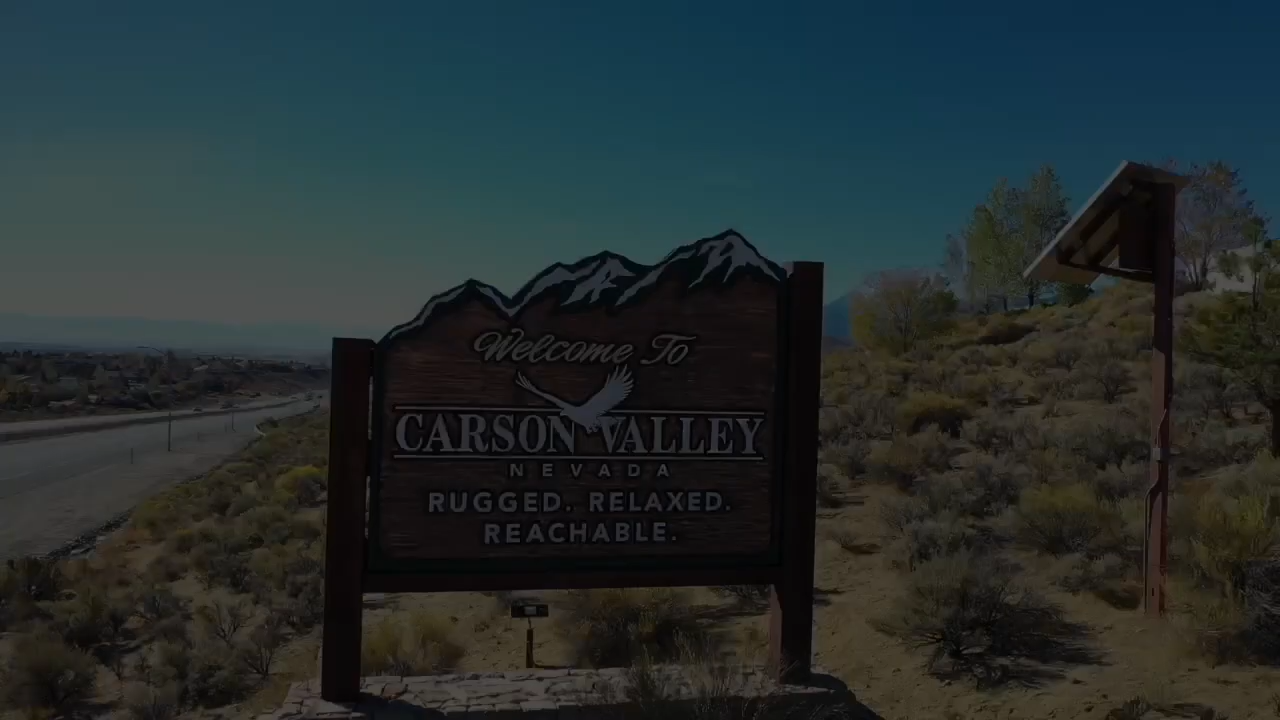 Welcome To
CARSON VALLEY
NEVADA
RUGGED. RELAXED.
REACHABLE.